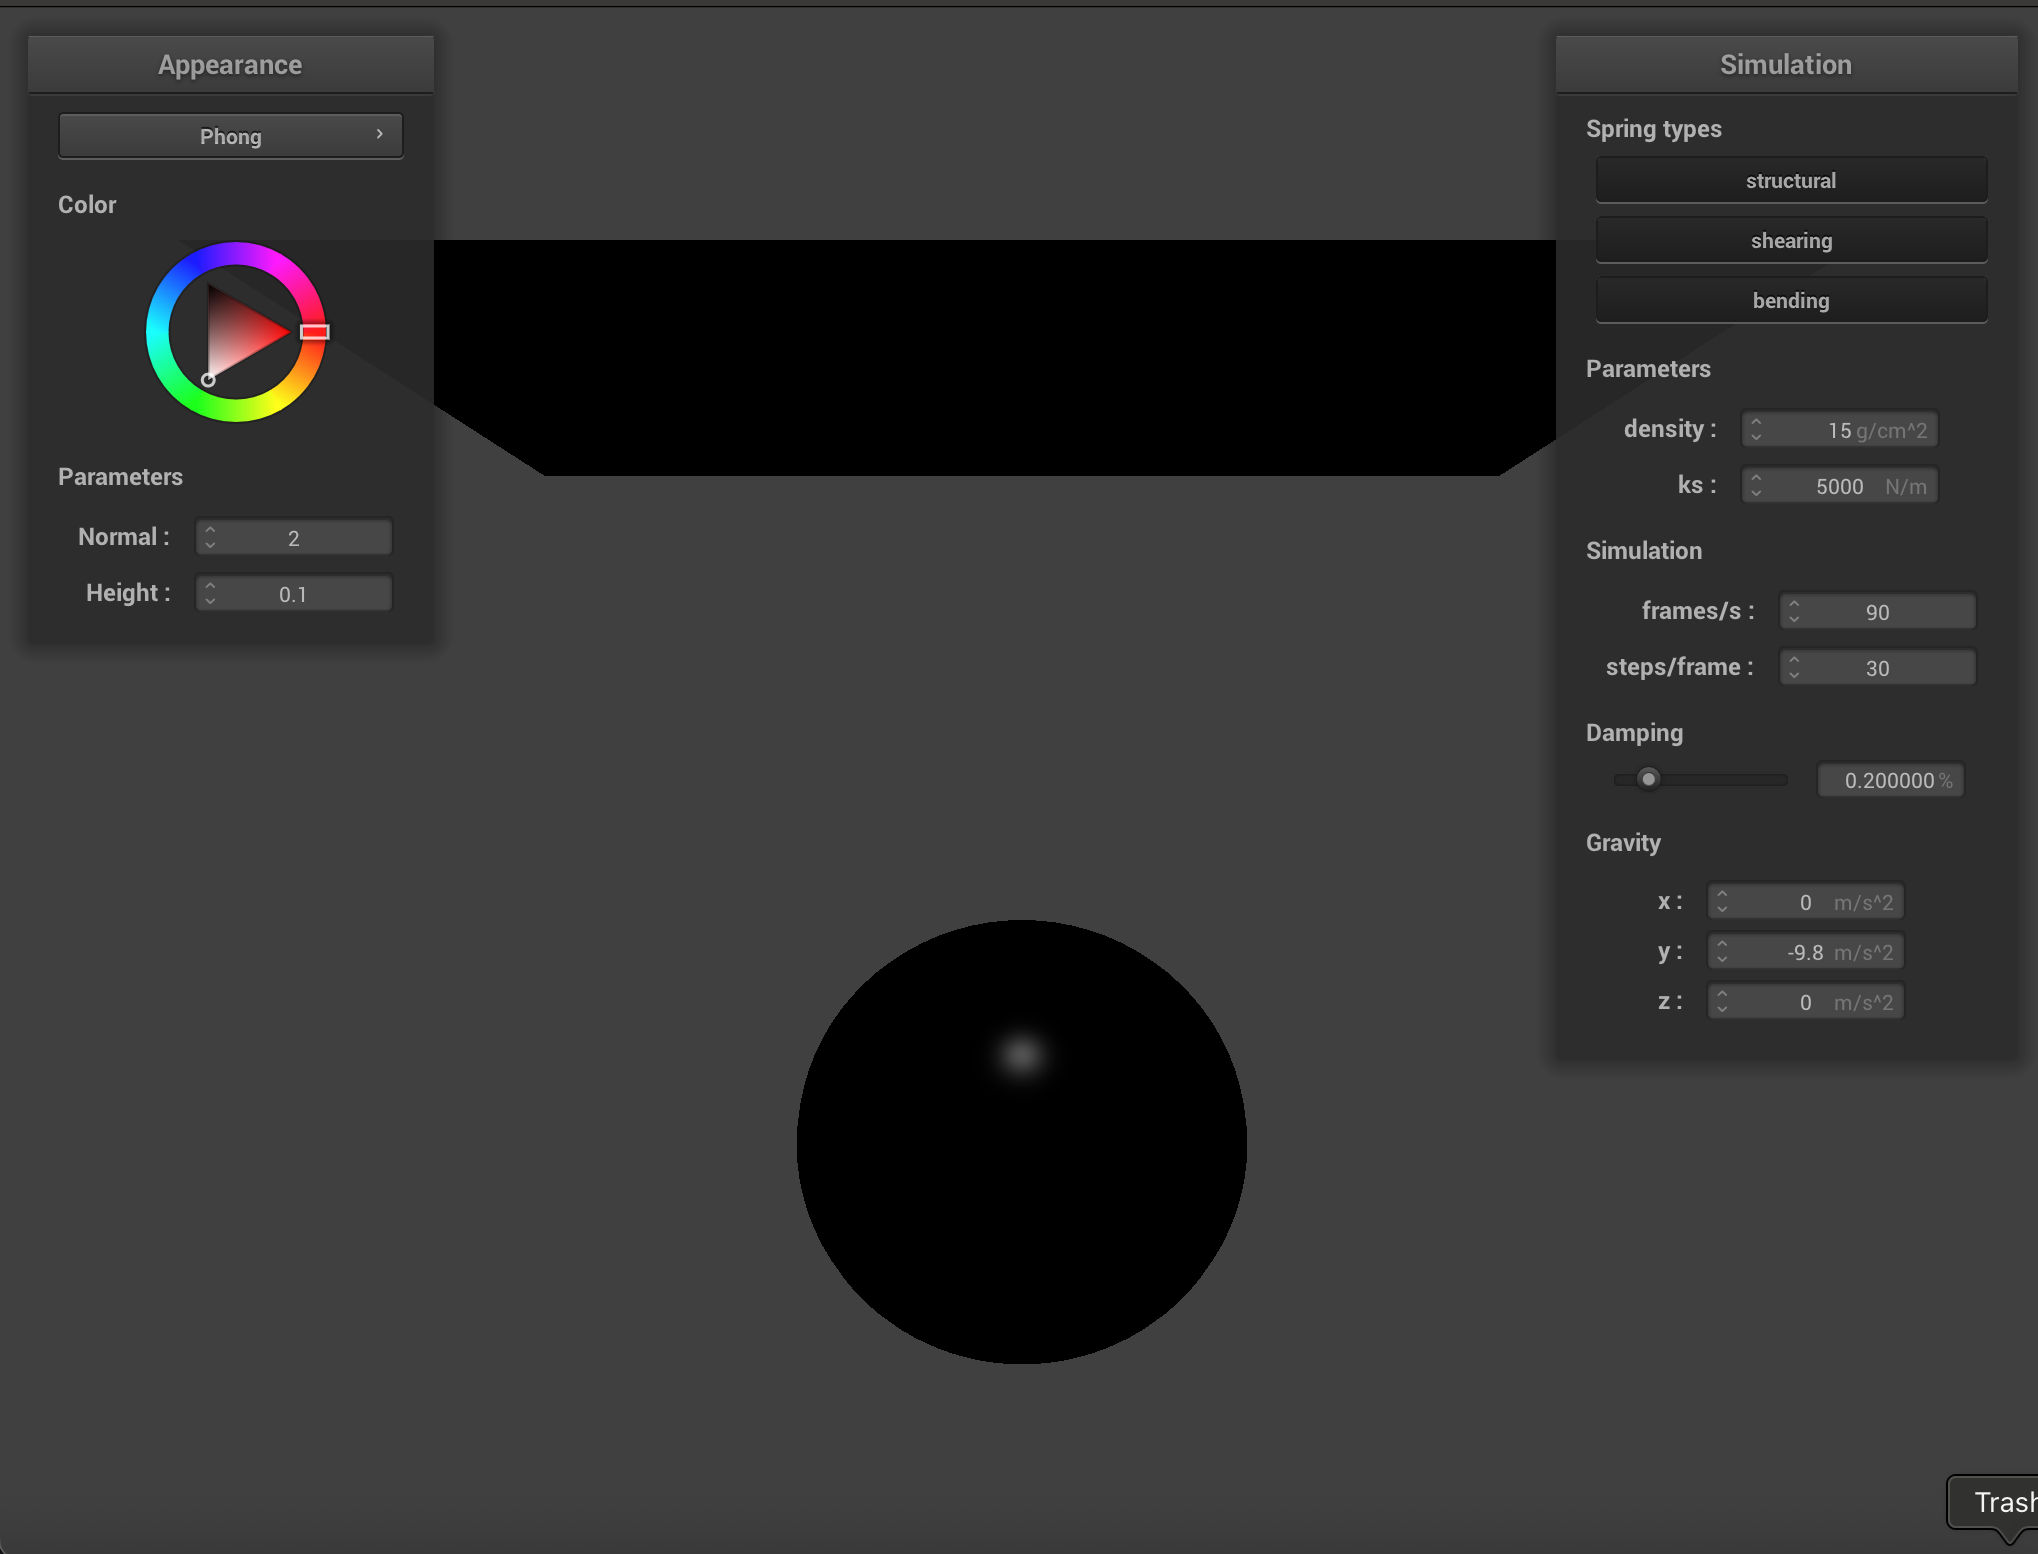 Appearance
Phong
Color
Parameters
Normal : 2
Height : 0.1
Simulation
Spring types
structural
shearing
bending
Parameters
density : 15 g/cm^2
ks : 5000 N/m
Simulation
frames/s : 90
steps/frame : 30
Damping
0.200000 %
Gravity
x : 0 m/s^2
y : -9.8 m/s^2
z : 0 m/s^2
Trash